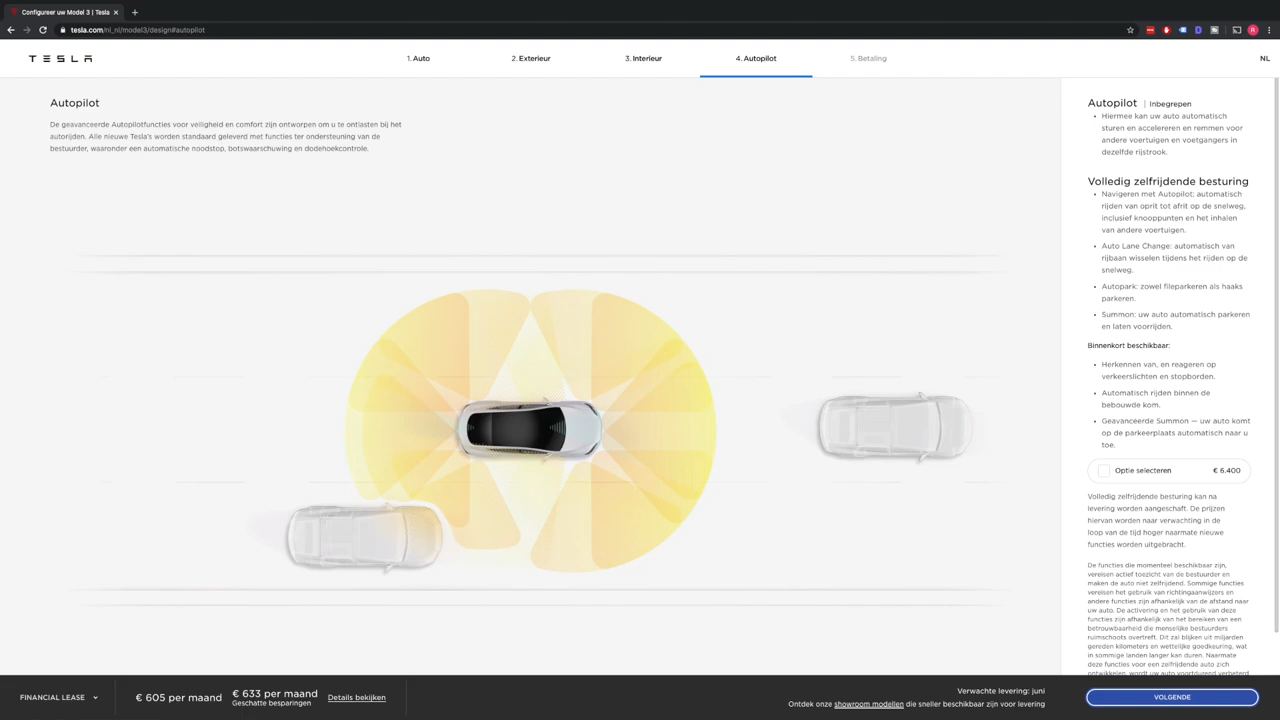 Configureer uw Model 3 | Tesla
tesla.com/nl_nl/model3/design#autopilot
TESLA
1. Auto
2. Exterieur
3. Interieur
4. Autopilot
5. Betaling
NL
Autopilot
De geavanceerde Autopilotfuncties voor veiligheid en comfort zijn ontworpen om u te ontlasten bij het
autorijden. Alle nieuwe Tesla's worden standaard geleverd met functies ter ondersteuning van de
bestuurder, waaronder een automatische noodstop, botswaarschuwing en dodehoekcontrole.
Autopilot | Inbegrepen
• Hiermee kan uw auto automatisch
sturen en accelereren en remmen voor
andere voertuigen en voetgangers in
dezelfde rijstrook.
Volledig zelfrijdende besturing
• Navigeren met Autopilot: automatisch
rijden van oprit tot afrit op de snelweg,
inclusief knooppunten en het inhalen
van andere voertuigen.
• Auto Lane Change: automatisch van
rijbaan wisselen tijdens het rijden op de
snelweg.
• Autopark: zowel fileparkeren als haaks
parkeren.
• Summon: uw auto automatisch parkeren
en laten voorrijden.
Binnenkort beschikbaar:
• Herkennen van, en reageren op
verkeerslichten en stopborden.
• Automatisch rijden binnen de
bebouwde kom.
• Geavanceerde Summon — uw auto komt
op de parkeerplaats automatisch naar u
toe.
Optie selecteren € 6.400
Volledig zelfrijdende besturing kan na
levering worden aangeschaft. De prijzen
hiervan worden naar verwachting in de
loop van de tijd hoger naarmate nieuwe
functies worden uitgebracht.
De functies die momenteel beschikbaar zijn,
vereisen actief toezicht van de bestuurder en
maken de auto niet zelfrijdend. Sommige functies
vereisen het gebruik van richtingaanwijzers en
andere functies zijn afhankelijk van de afstand naar
uw auto. De activering en het gebruik van deze
functies zijn afhankelijk van het bereiken van een
betrouwbaarheid die menselijke bestuurders
ruimschoots overtreft. Dit zal blijken uit miljarden
gereden kilometers en wettelijke goedkeuring, wat
in sommige landen langer kan duren. Naarmate
deze functies voor een zelfrijdende auto zich
ontwikkelen, wordt uw auto voortdurend verbeterd
FINANCIAL LEASE
€ 605 per maand
€ 633 per maand
Geschatte besparingen
Details bekijken
Verwachte levering: juni
Ontdek onze showroom modellen die sneller beschikbaar zijn voor levering
VOLGENDE